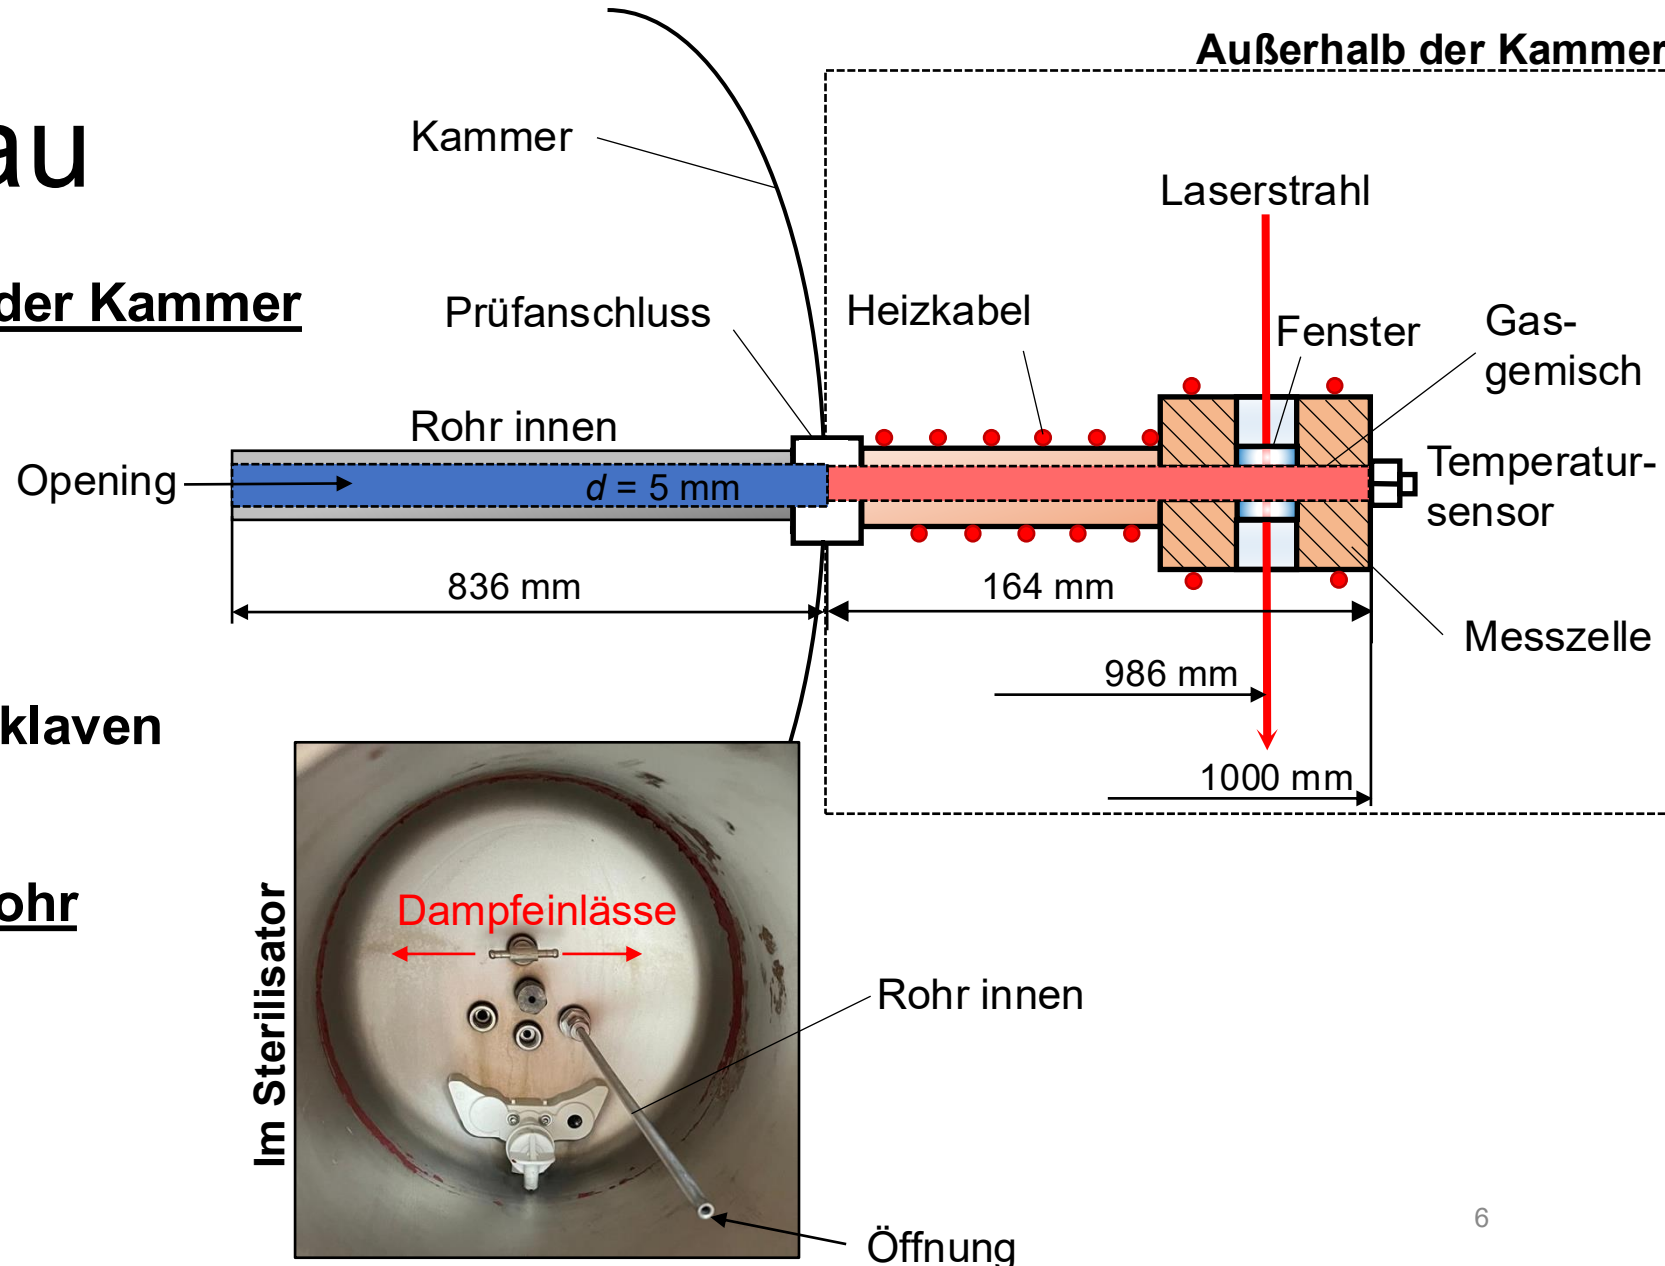 Außerhalb der Kammer
au
Kammer
Laserstrahl
der Kammer
Prüfanschluss
Heizkabel
Fenster
Gas-
gemisch
Rohr innen
Opening
d = 5 mm
Temperatur-
sensor
836 mm
164 mm
Messzelle
986 mm
klaven
1000 mm
ohr
Dampfeinlässe
Im Sterilisator
Rohr innen
Öffnung
6